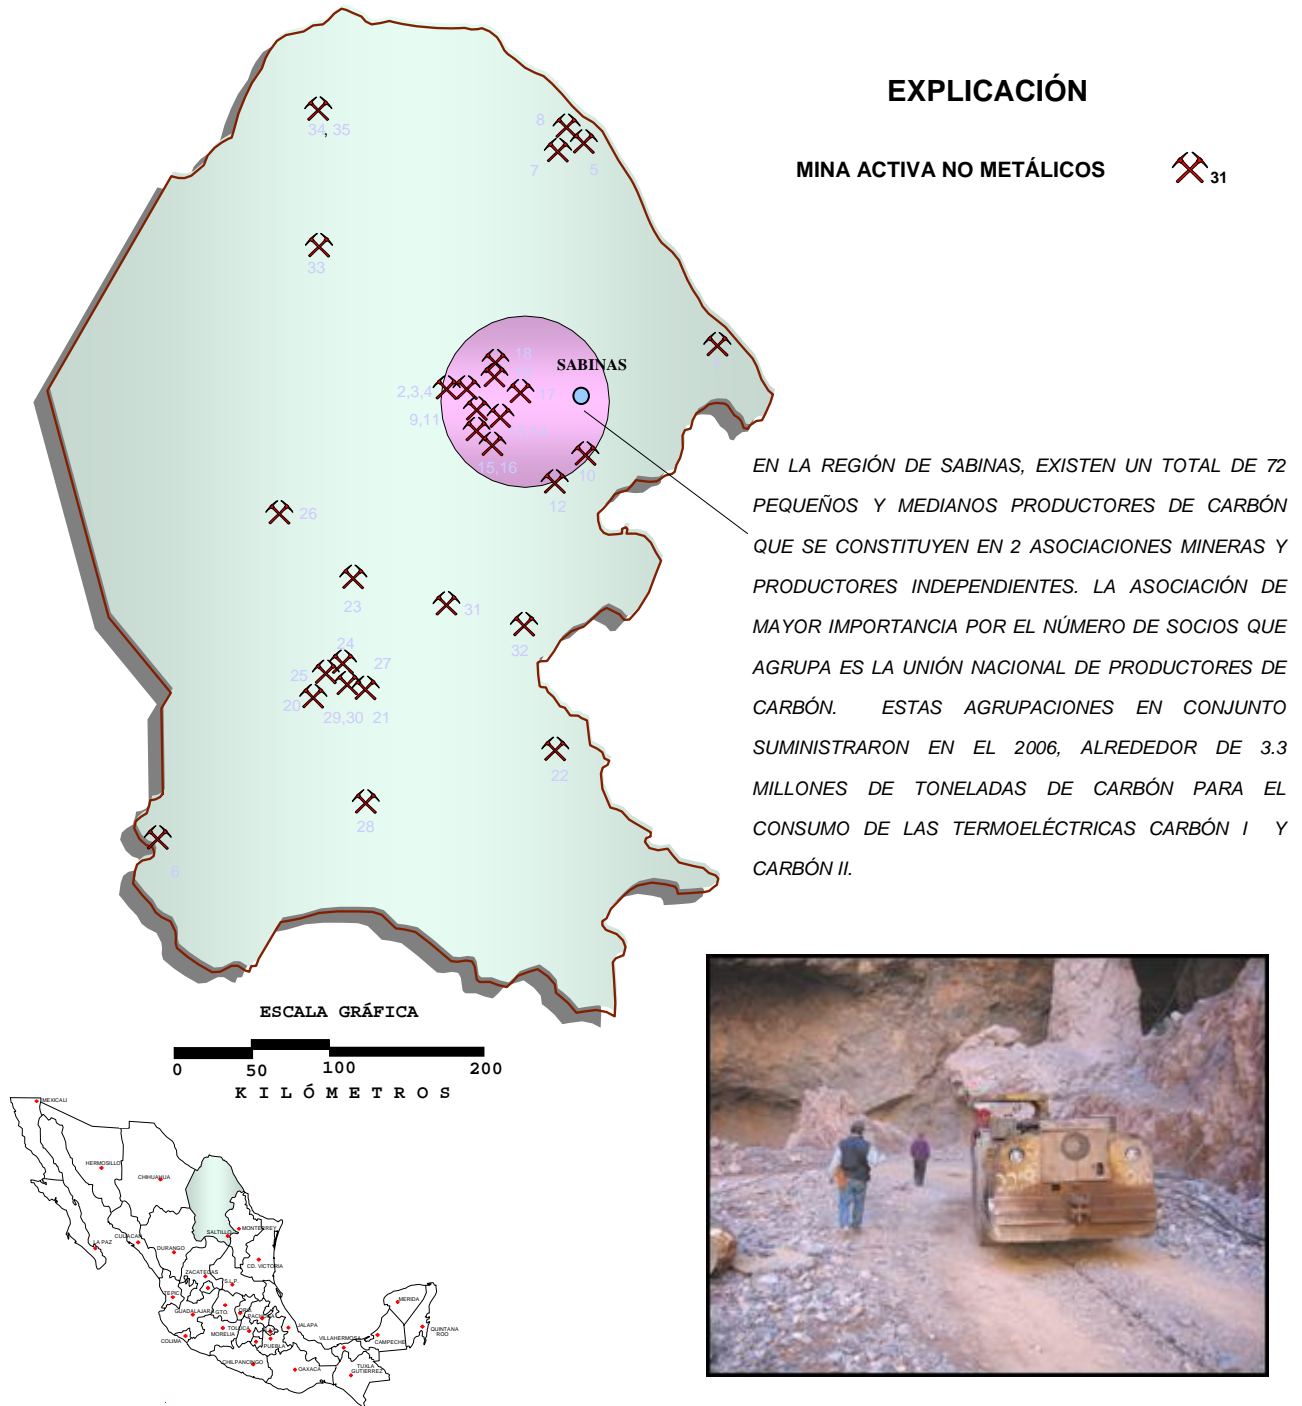 EXPLICACIÓN
MINA ACTIVA NO METÁLICOS
31
34, 35
8
7
5
33
18
SABINAS
2,3,4
17
9,11
15,16
10
12
26
23
31
32
24
25
27
20
29,30
21
22
28
6
EN LA REGIÓN DE SABINAS, EXISTEN UN TOTAL DE 72
PEQUEÑOS Y MEDIANOS PRODUCTORES DE CARBÓN
QUE SE CONSTITUYEN EN 2 ASOCIACIONES MINERAS Y
PRODUCTORES INDEPENDIENTES. LA ASOCIACIÓN DE
MAYOR IMPORTANCIA POR EL NÚMERO DE SOCIOS QUE
AGRUPA ES LA UNIÓN NACIONAL DE PRODUCTORES DE
CARBÓN. ESTAS AGRUPACIONES EN CONJUNTO
SUMINISTRARON EN EL 2006, ALREDEDOR DE 3.3
MILLONES DE TONELADAS DE CARBÓN PARA EL
CONSUMO DE LAS TERMOELÉCTRICAS CARBÓN I Y
CARBÓN II.
ESCALA GRÁFICA
0 50 100 200
KILÓMETROS
MEXICALI
HERMOSILLO
CHIHUAHUA
LA PAZ
CULIACAN
DURANGO
SALTILLO
MONTERREY
CD. VICTORIA
ZACATECAS
S.L.P.
TEPIC
GUADALAJARA
GTO.
QRO.
PACHUCA
COLIMA
MORELIA
TOLUCA
PUEBLA
JALAPA
CHILPANCINGO
OAXACA
VILLAHERMOSA
TUXLA
GUTIERREZ
CAMPECHE
MERIDA
QUINTANA
ROO